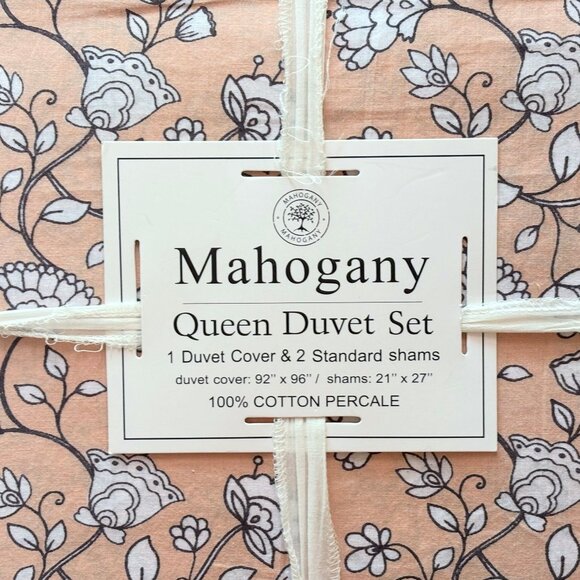 MAHOGANY
MAHOGANY
Mahogany
Queen Duvet Set
1 Duvet Cover & 2 Standard shams
duvet cover: 92" x 96" / shams: 21" x 27"
100% COTTON PERCALE